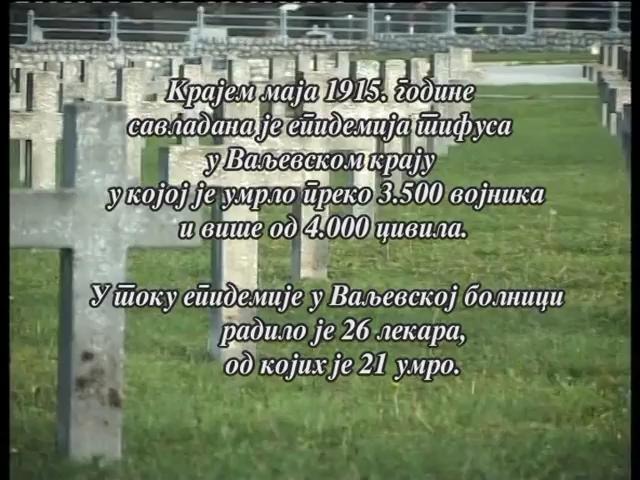 Крајем маја 1915. године
савладана је епидемија тифуса
у Ваљевском крају
у којој је умрло преко 3.500 војника
и више од 4.000 цивила.
У току епидемије у Ваљевској болници
радило је 26 лекара,
од којих је 21 умро.